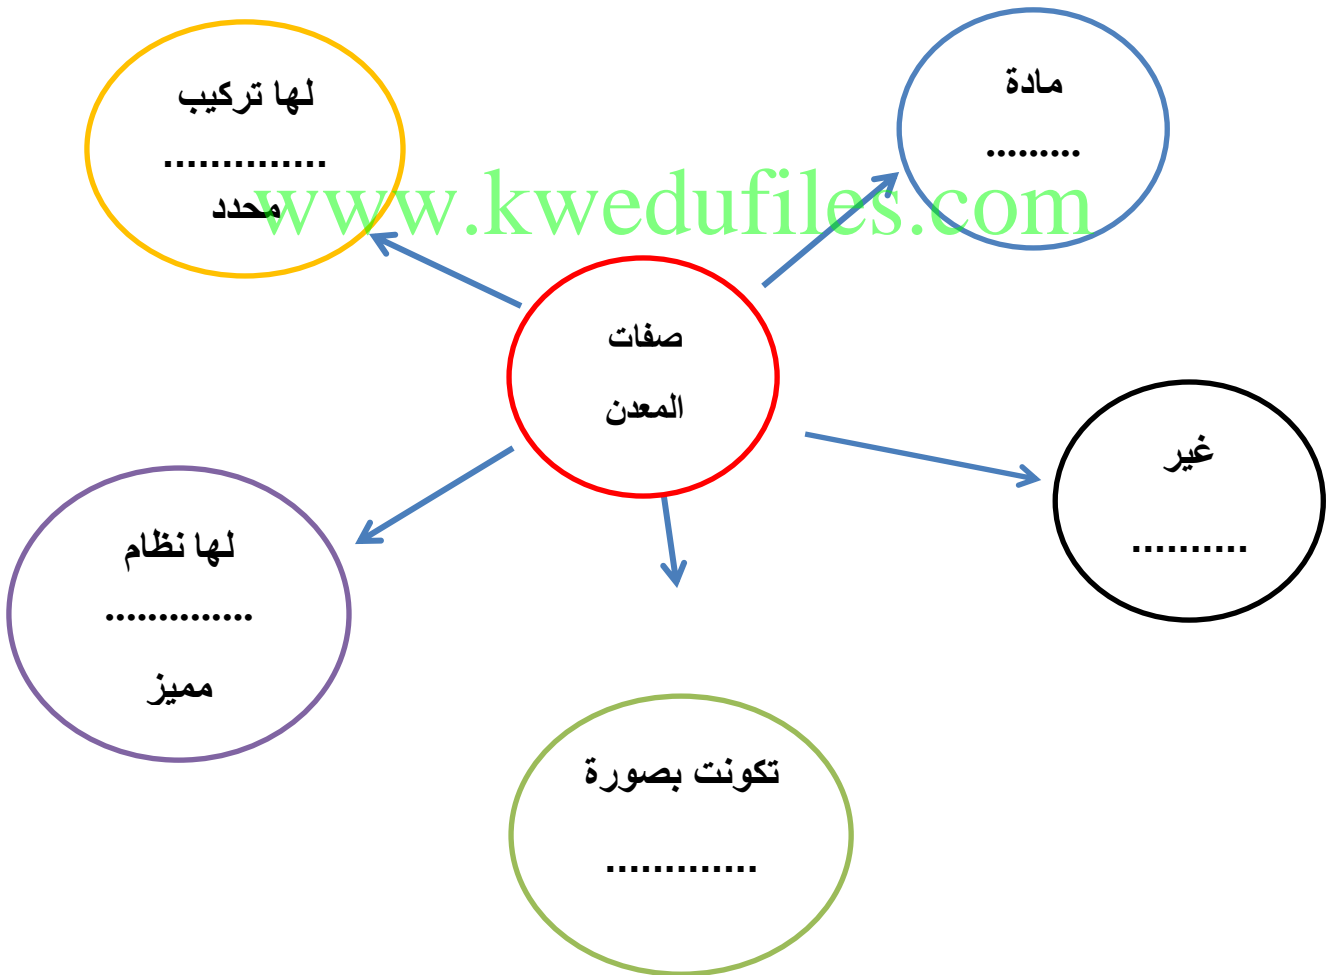 مادة
.........
لها تركيب
..............
محدد
www.kwedufiles.com
صفات
المعدن
غير
..........
لها نظام
..............
مميز
تكونت بصورة
.............